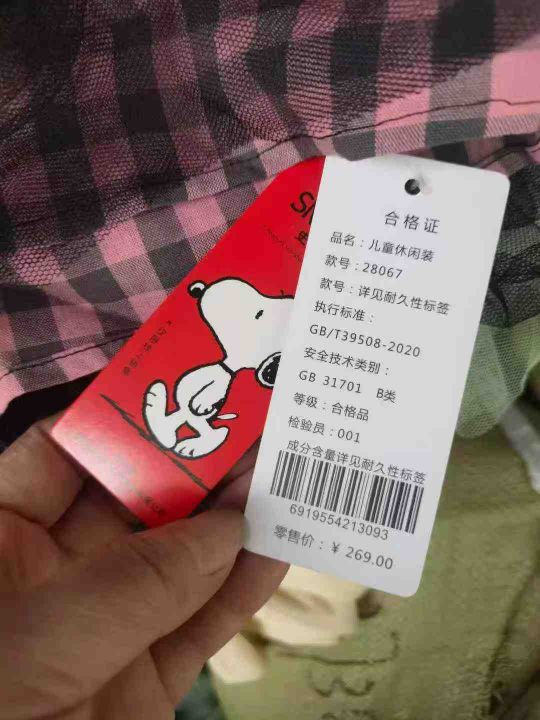 合格证
品名：儿童休闲装
款号：28067
款号：详见耐久性标签
执行标准：
GB/T39508-2020
安全技术类别：
GB 31701 B类
等级：合格品
检验员：001
成分含量详见耐久性标签
6919554213093
零售价：¥ 269.00